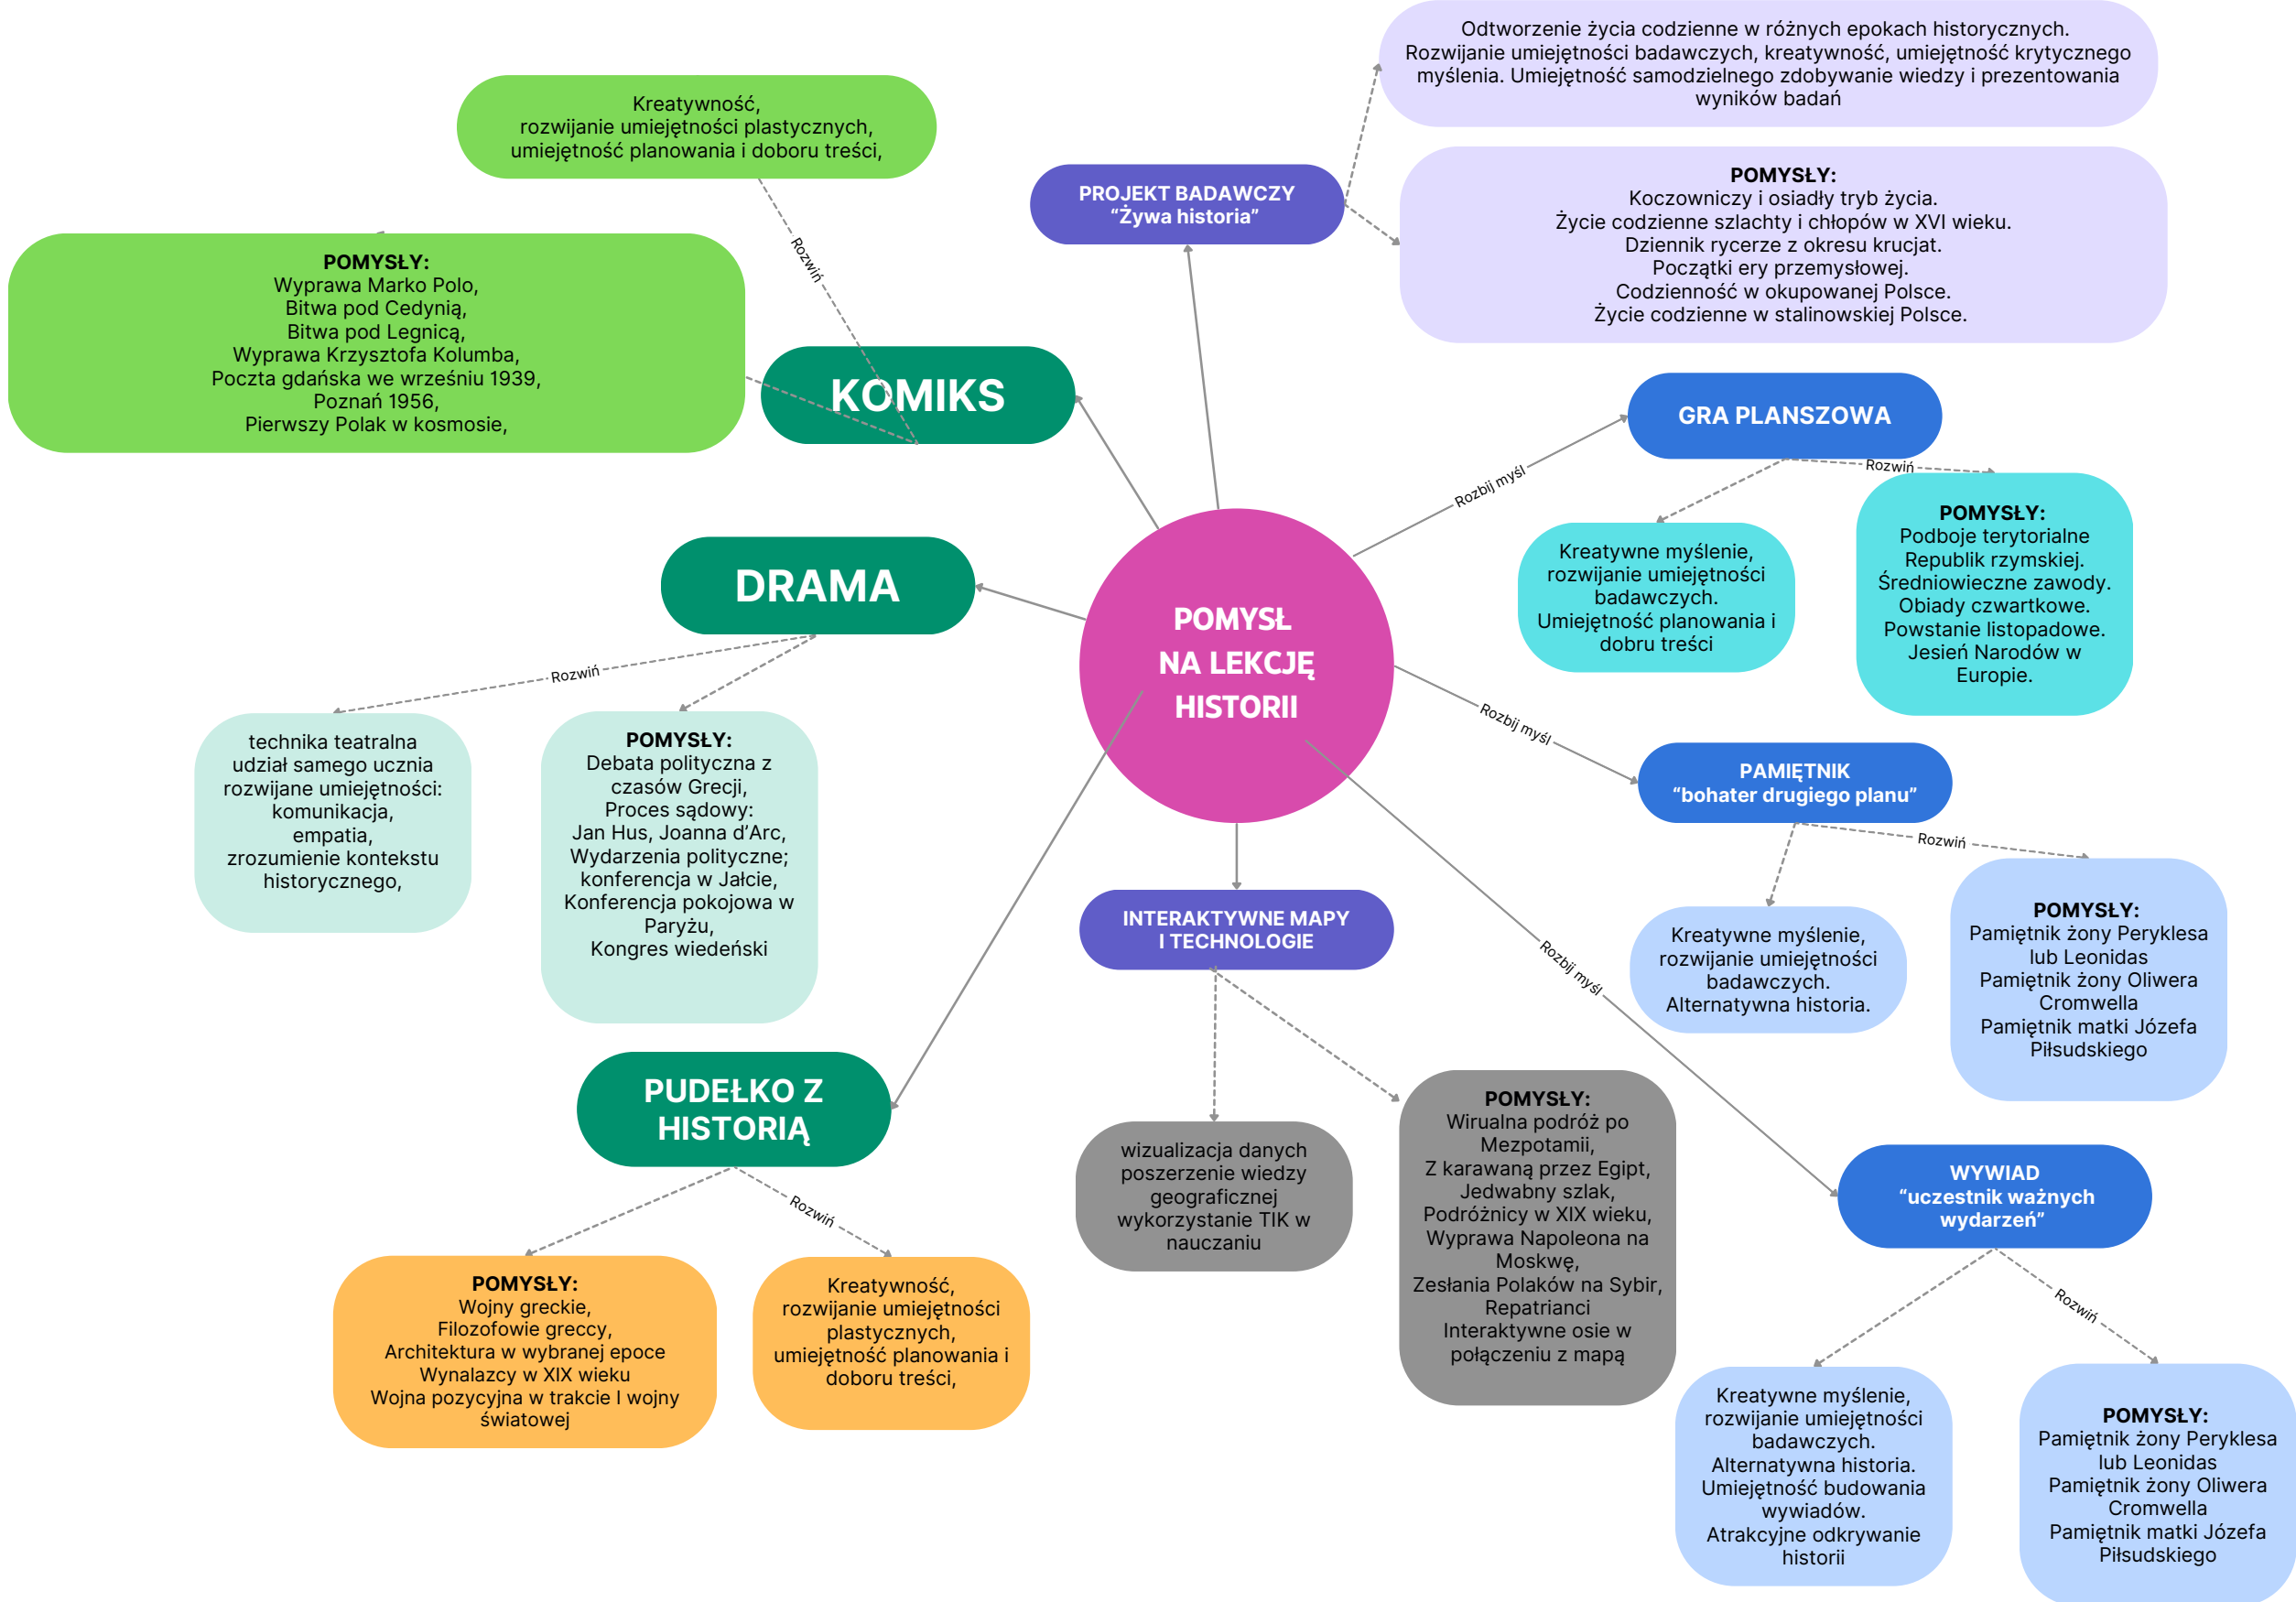 Odtworzenie życia codzienne w różnych epokach historycznych.
Rozwijanie umiejętności badawczych, kreatywność, umiejętność krytycznego
myślenia. Umiejętność samodzielnego zdobywanie wiedzy i prezentowania
wyników badań
Kreatywność,
rozwijanie umiejętności plastycznych,
umiejętność planowania i doboru treści,
PROJEKT BADAWCZY
“Żywa historia”
POMYSŁY:
Koczowniczy i osiadły tryb życia.
Życie codzienne szlachty i chłopów w XVI wieku.
Dziennik rycerze z okresu krucjat.
Początki ery przemysłowej.
Codzienność w okupowanej Polsce.
Życie codzienne w stalinowskiej Polsce.
Rozwiń
POMYSŁY:
Wyprawa Marko Polo,
Bitwa pod Cedynią,
Bitwa pod Legnicą,
Wyprawa Krzysztofa Kolumba,
Poczta gdańska we wrześniu 1939,
Poznań 1956,
Pierwszy Polak w kosmosie,
KOMIKS
GRA PLANSZOWA
Rozbij myśl
Rozwiń
Kreatywne myślenie,
rozwijanie umiejętności
badawczych.
Umiejętność planowania i
dobru treści
POMYSŁY:
Podboje terytorialne
Republik rzymskiej.
Średniowieczne zawody.
Obiady czwartkowe.
Powstanie listopadowe.
Jesień Narodów w
Europie.
DRAMA
POMYSŁ
NA LEKCJĘ
HISTORII
Rozwiń
technika teatralna
udział samego ucznia
rozwijane umiejętności:
komunikacja,
empatia,
zrozumienie kontekstu
historycznego,
POMYSŁY:
Debata polityczna z
czasów Grecji,
Proces sądowy:
Jan Hus, Joanna d’Arc,
Wydarzenia polityczne;
konferencja w Jałcie,
Konferencja pokojowa w
Paryżu,
Kongres wiedeński
Rozbij myśl
PAMIĘTNIK
“bohater drugiego planu”
Rozwiń
Kreatywne myślenie,
rozwijanie umiejętności
badawczych.
Alternatywna historia.
POMYSŁY:
Pamiętnik żony Peryklesa
lub Leonidas
Pamiętnik żony Oliwera
Cromwella
Pamiętnik matki Józefa
Piłsudskiego
INTERAKTYWNE MAPY
I TECHNOLOGIE
Rozbij myśl
PUDEŁKO Z
HISTORIĄ
wizualizacja danych
poszerzenie wiedzy
geograficznej
wykorzystanie TIK w
nauczaniu
POMYSŁY:
Wirualna podróż po
Mezpotamii,
Z karawaną przez Egipt,
Jedwabny szlak,
Podróżnicy w XIX wieku,
Wyprawa Napoleona na
Moskwę,
Zesłania Polaków na Sybir,
Repatrianci
Interaktywne osie w
połączeniu z mapą
WYWIAD
“uczestnik ważnych
wydarzeń”
Rozwiń
POMYSŁY:
Wojny greckie,
Filozofowie greccy,
Architektura w wybranej epoce
Wynalazcy w XIX wieku
Wojna pozycyjna w trakcie I wojny
światowej
Kreatywność,
rozwijanie umiejętności
plastycznych,
umiejętność planowania i
doboru treści,
Rozwiń
Kreatywne myślenie,
rozwijanie umiejętności
badawczych.
Alternatywna historia.
Umiejętność budowania
wywiadów.
Atrakcyjne odkrywanie
historii
POMYSŁY:
Pamiętnik żony Peryklesa
lub Leonidas
Pamiętnik żony Oliwera
Cromwella
Pamiętnik matki Józefa
Piłsudskiego